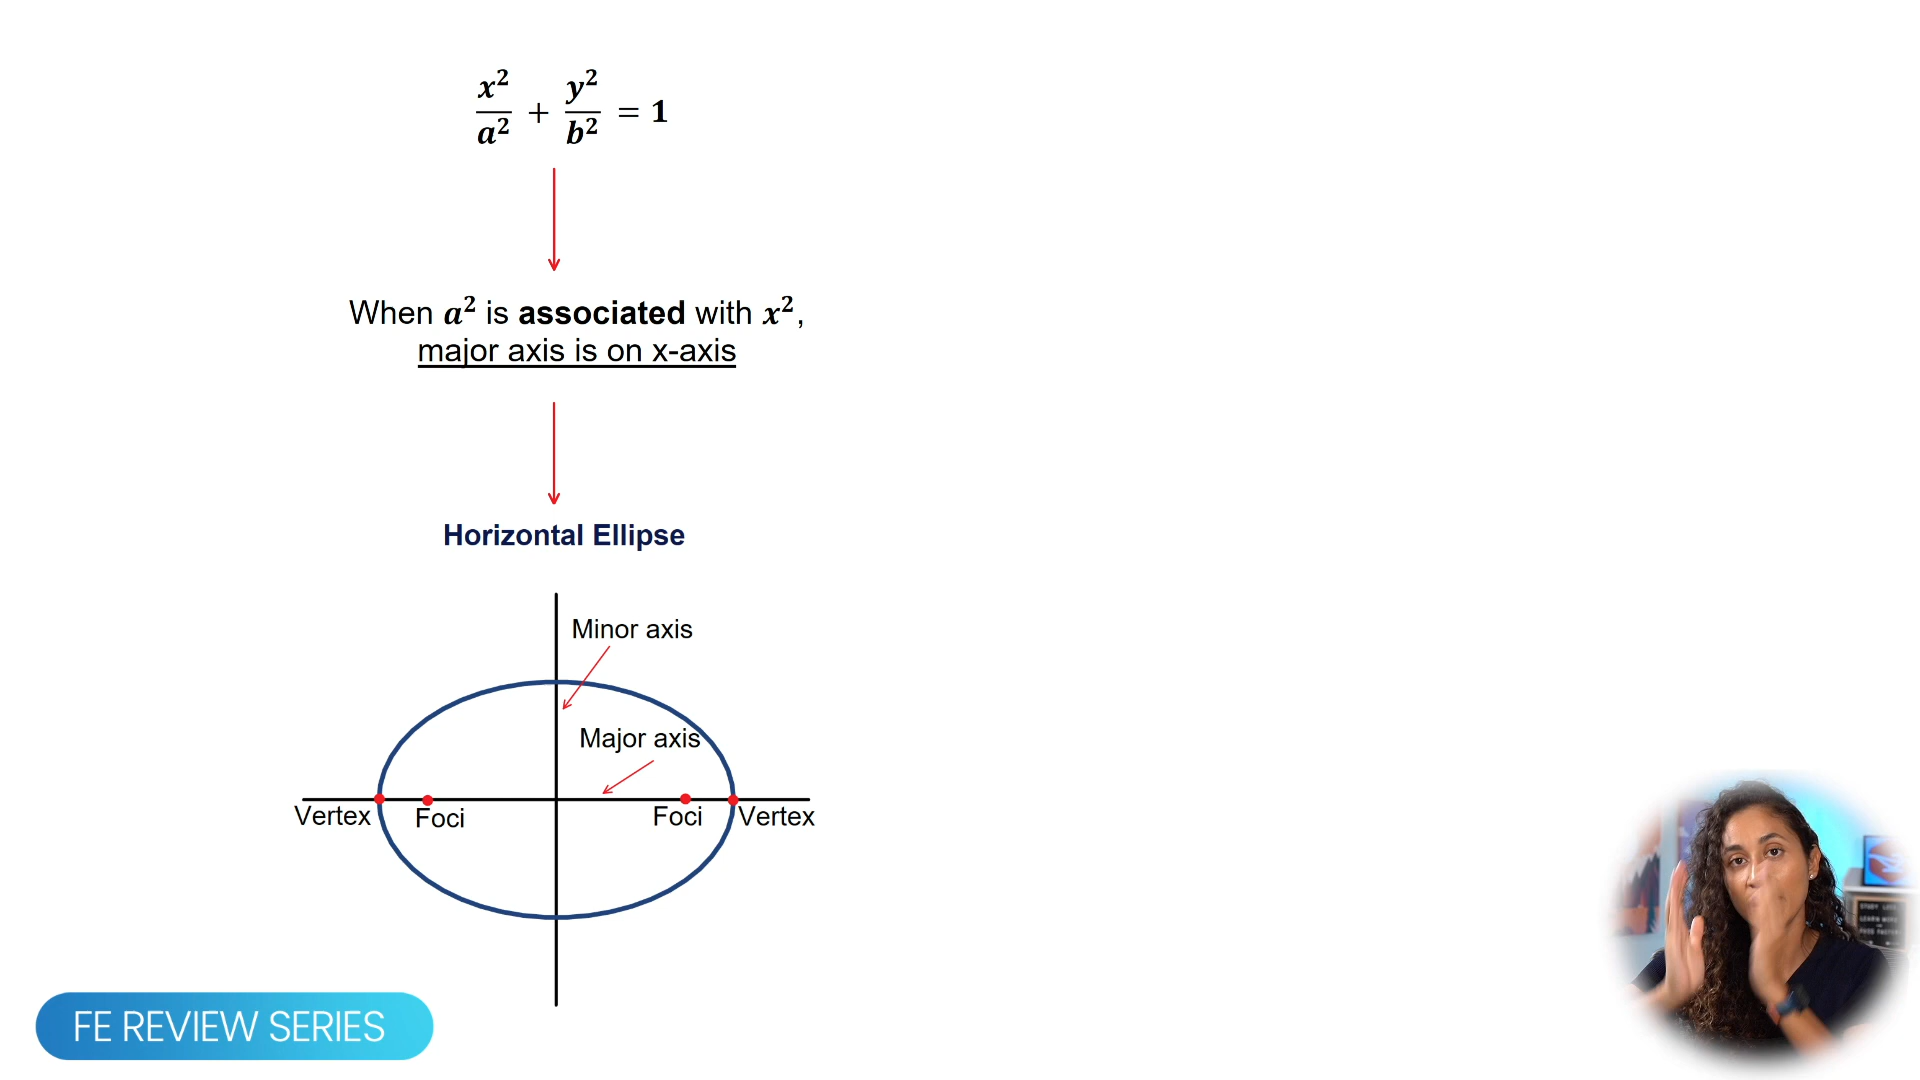 x²/a² + y²/b² = 1
When a² is associated with x²,
major axis is on x-axis
Horizontal Ellipse
Minor axis
Major axis
Vertex
Foci
Foci
Vertex
FE REVIEW SERIES